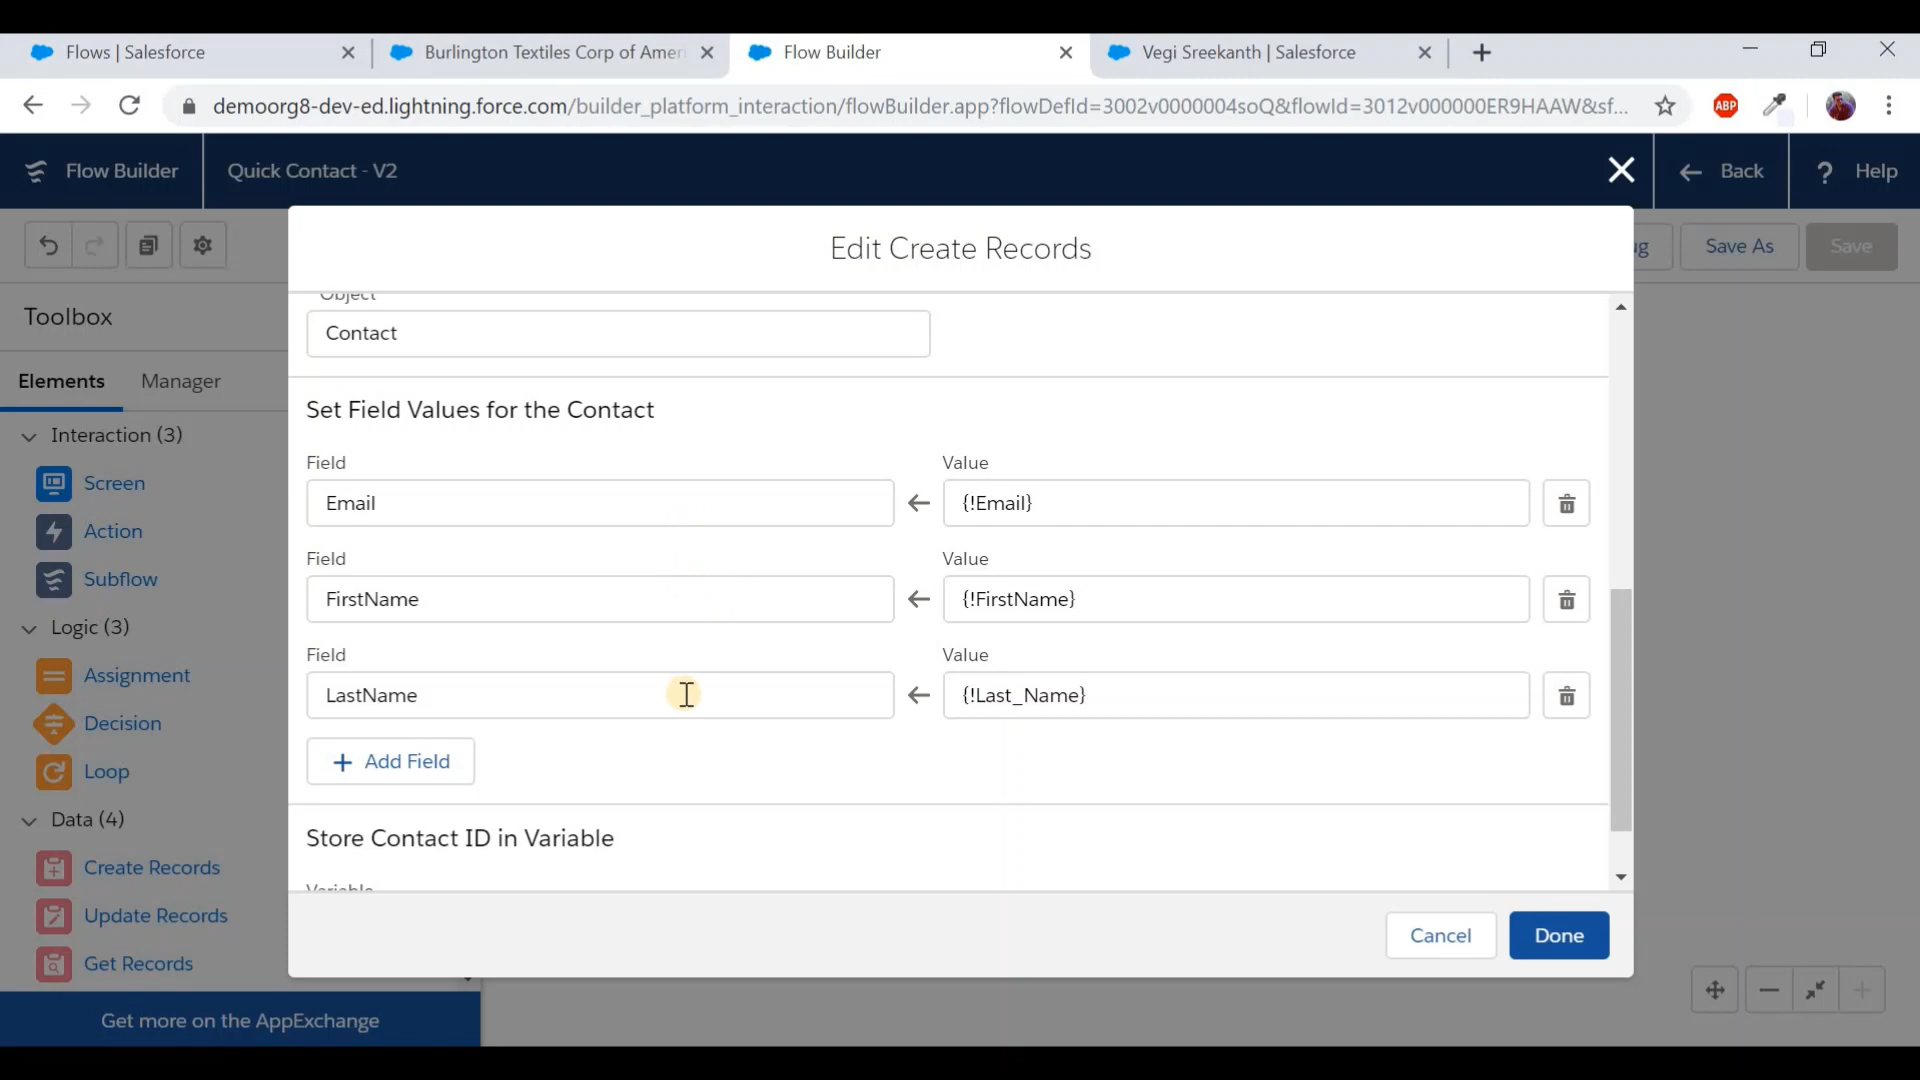 Flows | Salesforce
Burlington Textiles Corp of Amer
Flow Builder
Vegi Sreekanth | Salesforce
demoorg8-dev-ed.lightning.force.com/builder_platform_interaction/flowBuilder.app?flowDefId=3002v0000004soQ&flowId=3012v000000ER9HAAW&sf...
ABP
Flow Builder
Quick Contact - V2
Back
? Help
Edit Create Records
ug
Save As
Save
Toolbox
Object
Contact
Elements
Manager
Set Field Values for the Contact
Interaction (3)
Field
Value
Screen
Email
{!Email}
Action
Field
Value
Subflow
FirstName
{!FirstName}
Logic (3)
Field
Value
Assignment
LastName
{!Last_Name}
Decision
+ Add Field
Loop
Data (4)
Store Contact ID in Variable
Create Records
Variable
Update Records
Cancel
Done
Get Records
Get more on the AppExchange